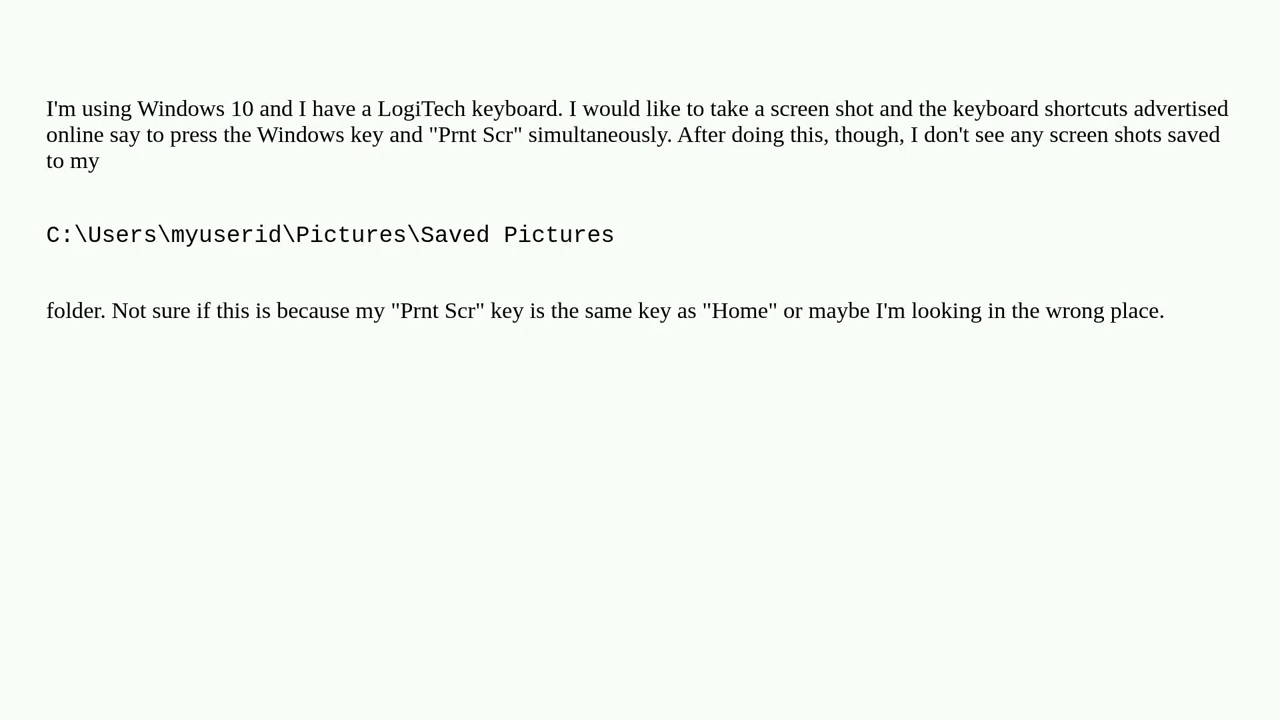 I'm using Windows 10 and I have a LogiTech keyboard. I would like to take a screen shot and the keyboard shortcuts advertised
online say to press the Windows key and "Prnt Scr" simultaneously. After doing this, though, I don't see any screen shots saved
to my
C:\Users\myuserid\Pictures\Saved Pictures
folder. Not sure if this is because my "Prnt Scr" key is the same key as "Home" or maybe I'm looking in the wrong place.